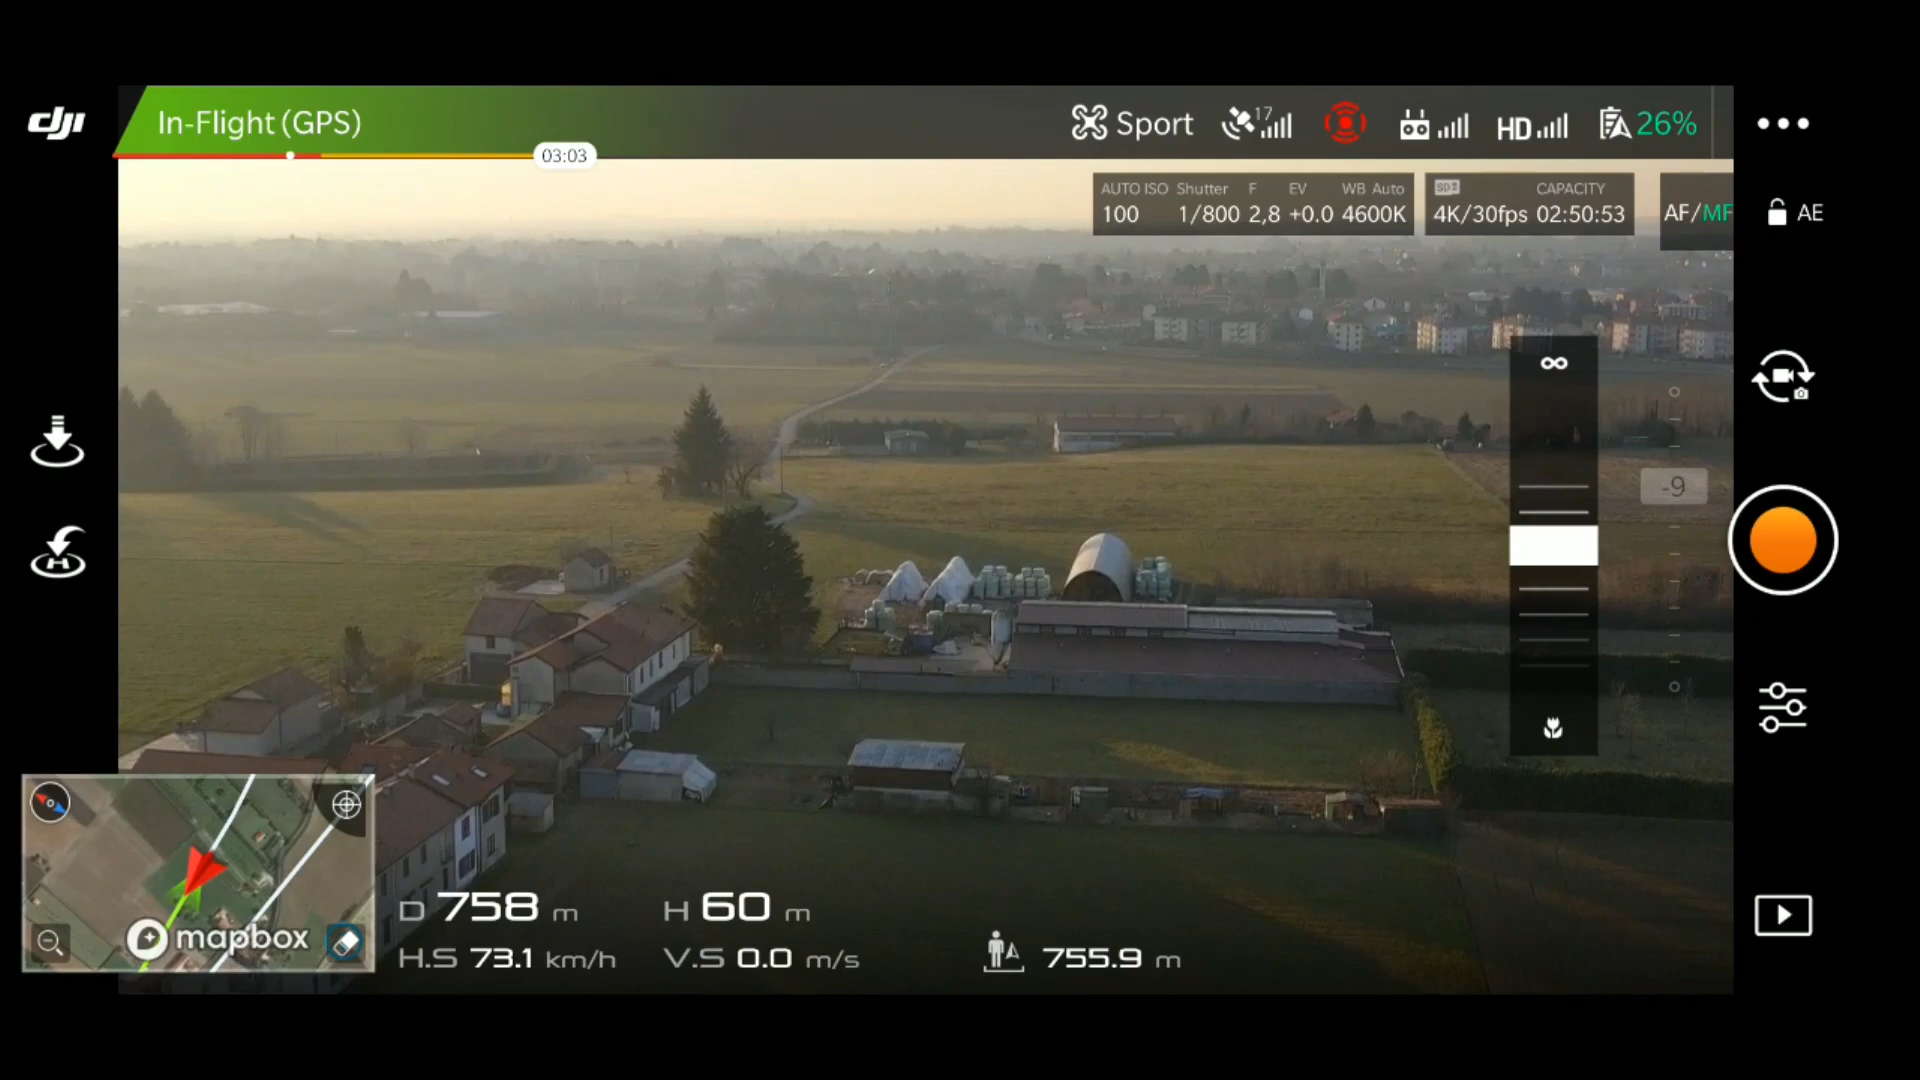 dji
In-Flight (GPS)
Sport
17
HD
26%
03:03
AUTO ISO Shutter F EV WB Auto
100 1/800 2,8 +0.0 4600K
SD CAPACITY
4K/30fps 02:50:53
AF/MF
AE
∞
-9
D 758 m
H 60 m
mapbox
H.S 73.1 km/h
V.S 0.0 m/s
755.9 m
H